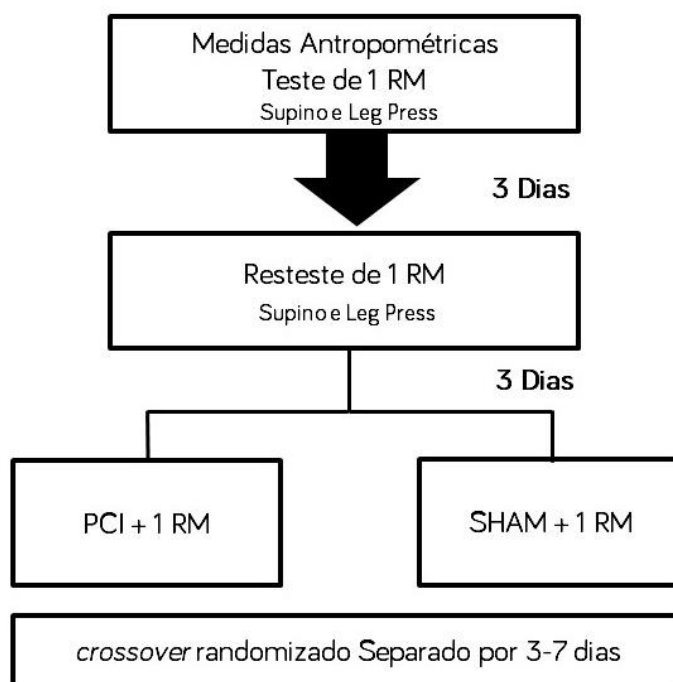 Medidas Antropométricas
Teste de 1 RM
Supino e Leg Press
3 Dias
Resteste de 1 RM
Supino e Leg Press
3 Dias
PCI + 1 RM
SHAM + 1 RM
crossover randomizado Separado por 3-7 dias